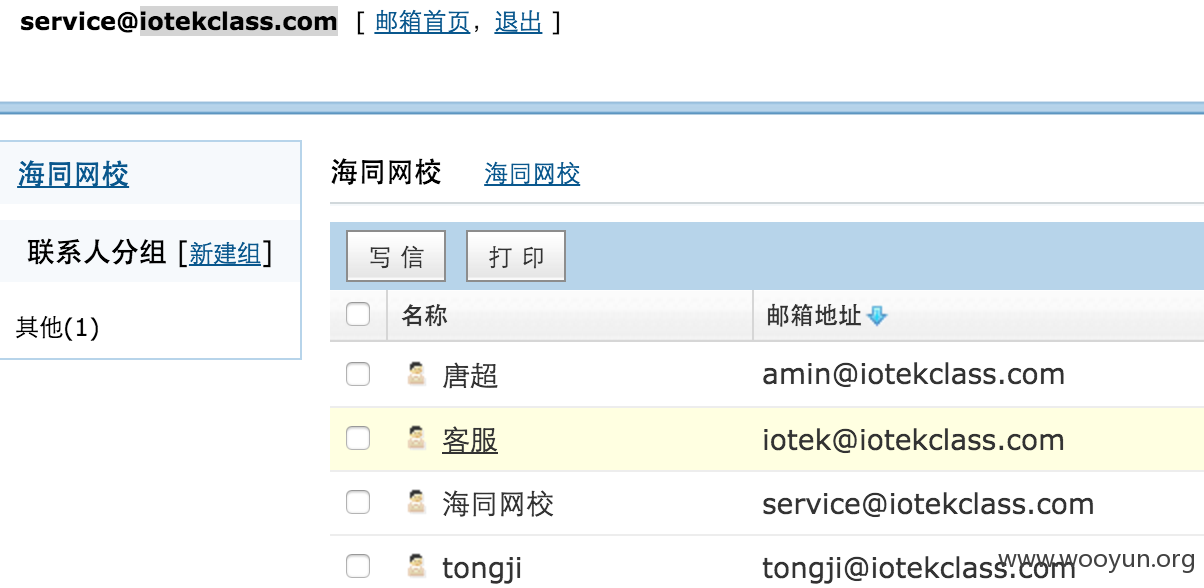 service@iotekclass.com [ 邮箱首页, 退出 ]
海同网校
联系人分组 [新建组]
其他(1)
海同网校 海同网校
写 信 打 印
名称 邮箱地址
唐超 amin@iotekclass.com
客服 iotek@iotekclass.com
海同网校 service@iotekclass.com
tongji tongji@iotekclass.com
www.wooyun.org